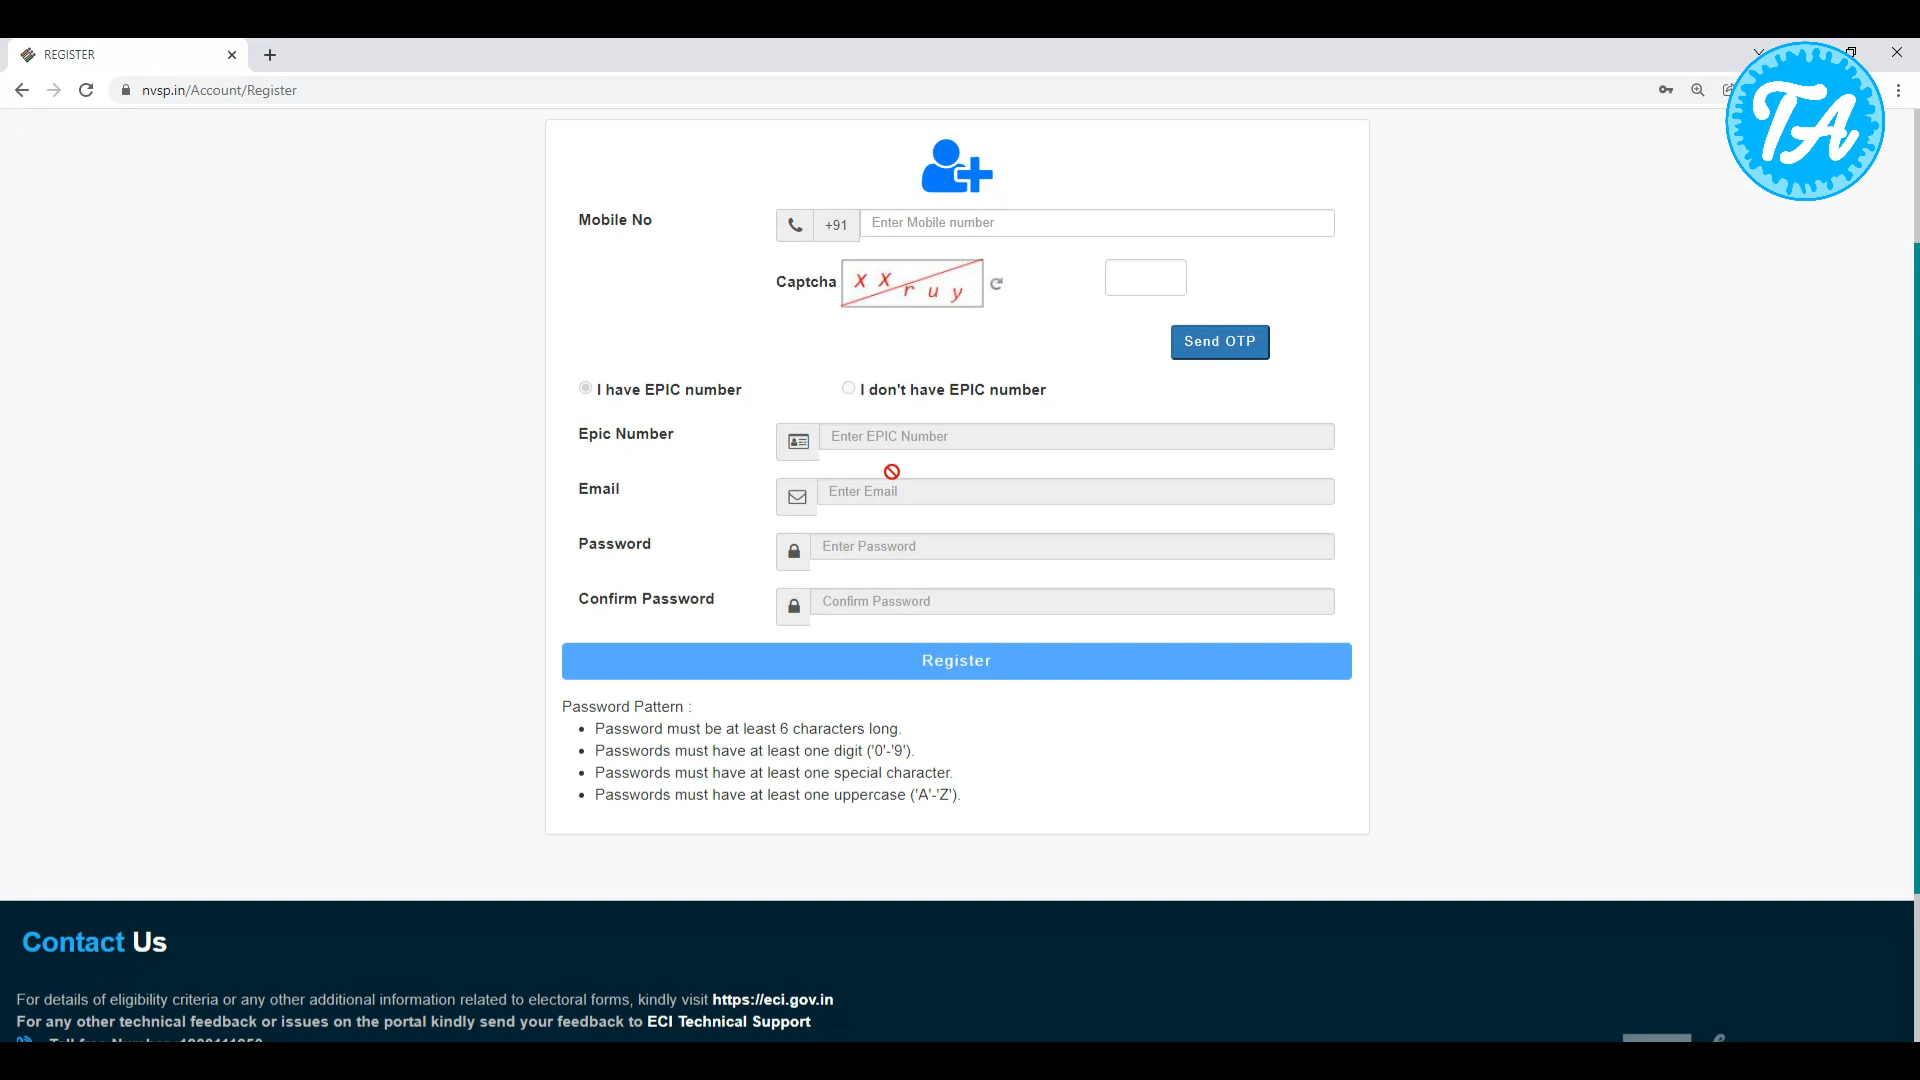 REGISTER
nvsp.in/Account/Register
TA
Mobile No
+91
Enter Mobile number
Captcha
x x r u y
Send OTP
I have EPIC number
I don't have EPIC number
Epic Number
Enter EPIC Number
Email
Enter Email
Password
Enter Password
Confirm Password
Confirm Password
Register
Password Pattern :
• Password must be at least 6 characters long.
• Passwords must have at least one digit ('0'-'9').
• Passwords must have at least one special character.
• Passwords must have at least one uppercase ('A'-'Z').
Contact Us
For details of eligibility criteria or any other additional information related to electoral forms, kindly visit https://eci.gov.in
For any other technical feedback or issues on the portal kindly send your feedback to ECI Technical Support